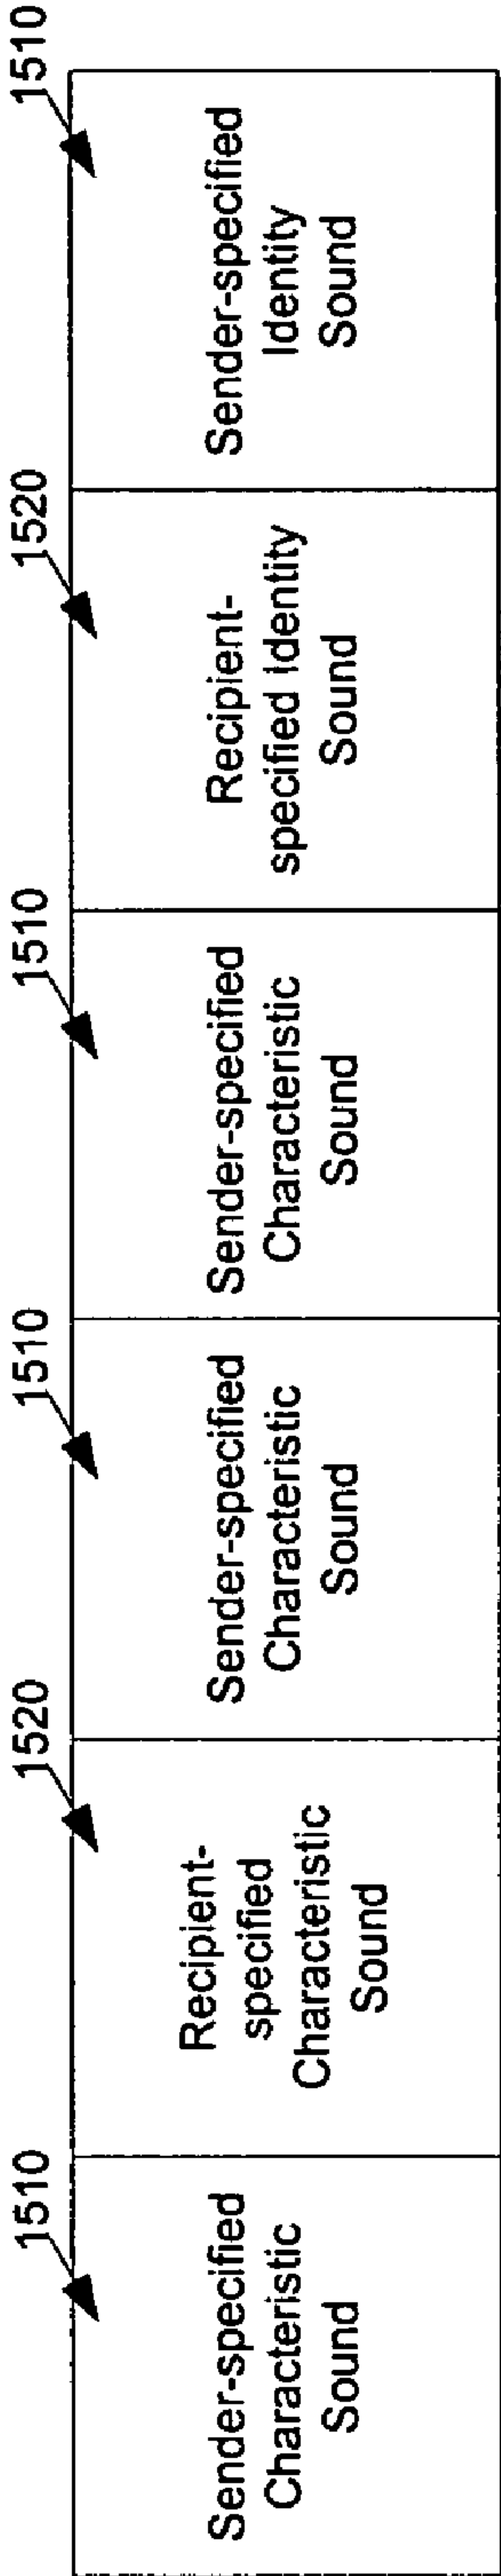 1510
Sender-specified
Characteristic
Sound
1520
Recipient-
specified
Characteristic
Sound
1510
Sender-specified
Characteristic
Sound
1510
Sender-specified
Characteristic
Sound
1520
Recipient-
specified Identity
Sound
1510
Sender-specified
Identity
Sound